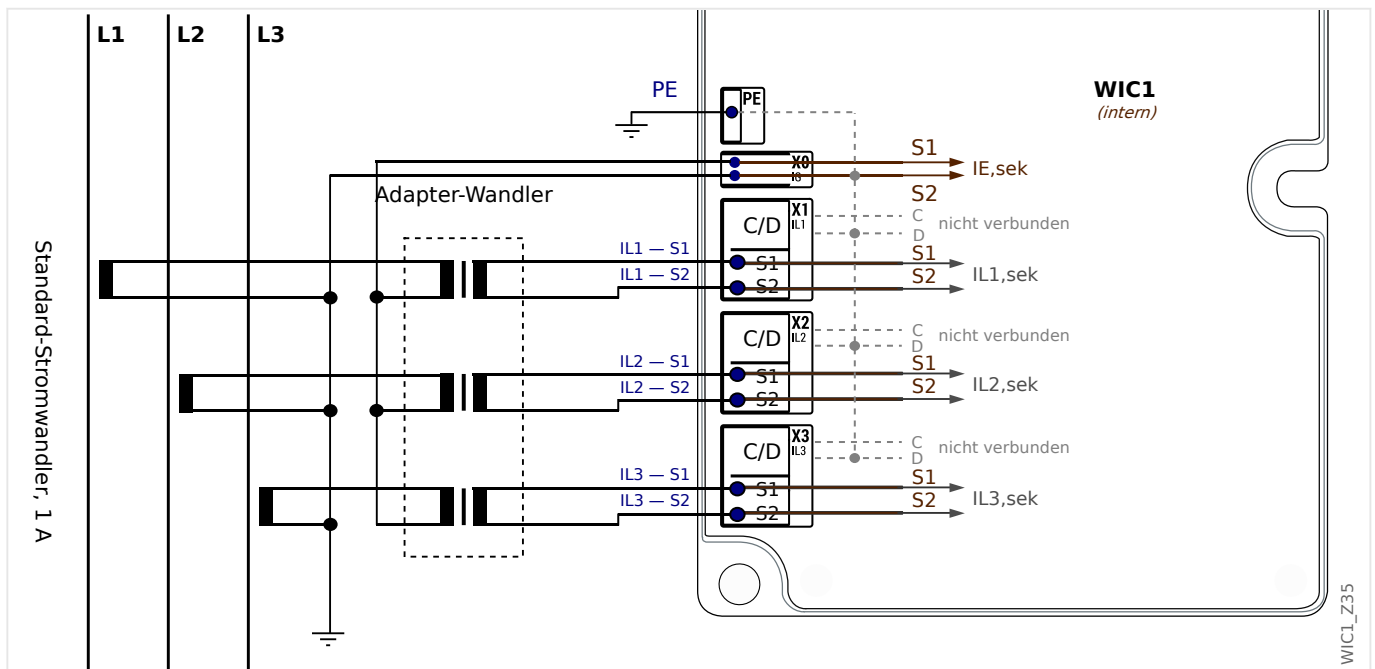 L1 L2 L3
PE
WIC1
(intern)
PE
X0
IG
S1
IE,sek
S2
Adapter-Wandler
X1
IL1
C/D
C
D
nicht verbunden
IL1 — S1
IL1 — S2
S1
S2
S1
S2
IL1,sek
X2
IL2
C/D
C
D
nicht verbunden
IL2 — S1
IL2 — S2
S1
S2
S1
S2
IL2,sek
X3
IL3
C/D
C
D
nicht verbunden
IL3 — S1
IL3 — S2
S1
S2
S1
S2
IL3,sek
Standard-Stromwandler, 1 A
WIC1_Z35